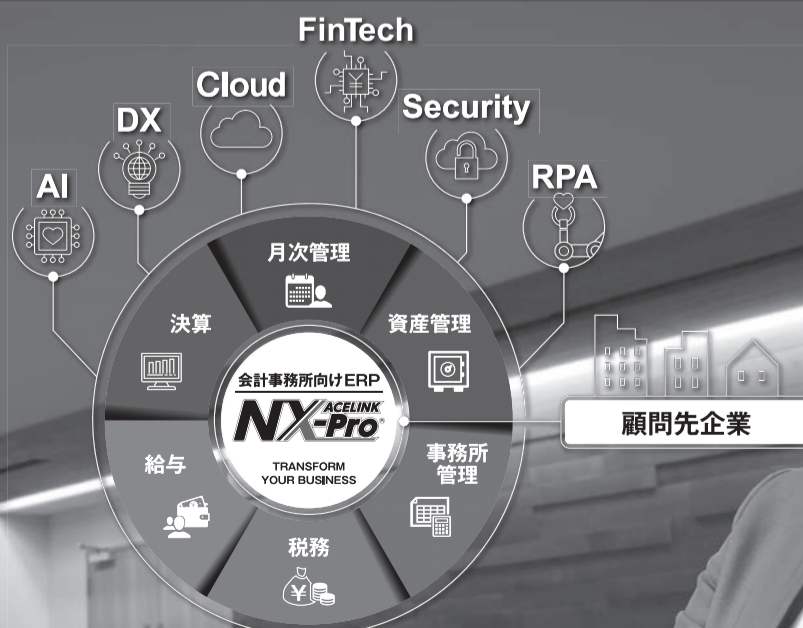 FinTech
Cloud
Security
DX
RPA
AI
月次管理
決算
資産管理
会計事務所向けERP
ACELINK
NX-Pro®
TRANSFORM
YOUR BUSINESS
顧問先企業
給与
事務所
管理
税務